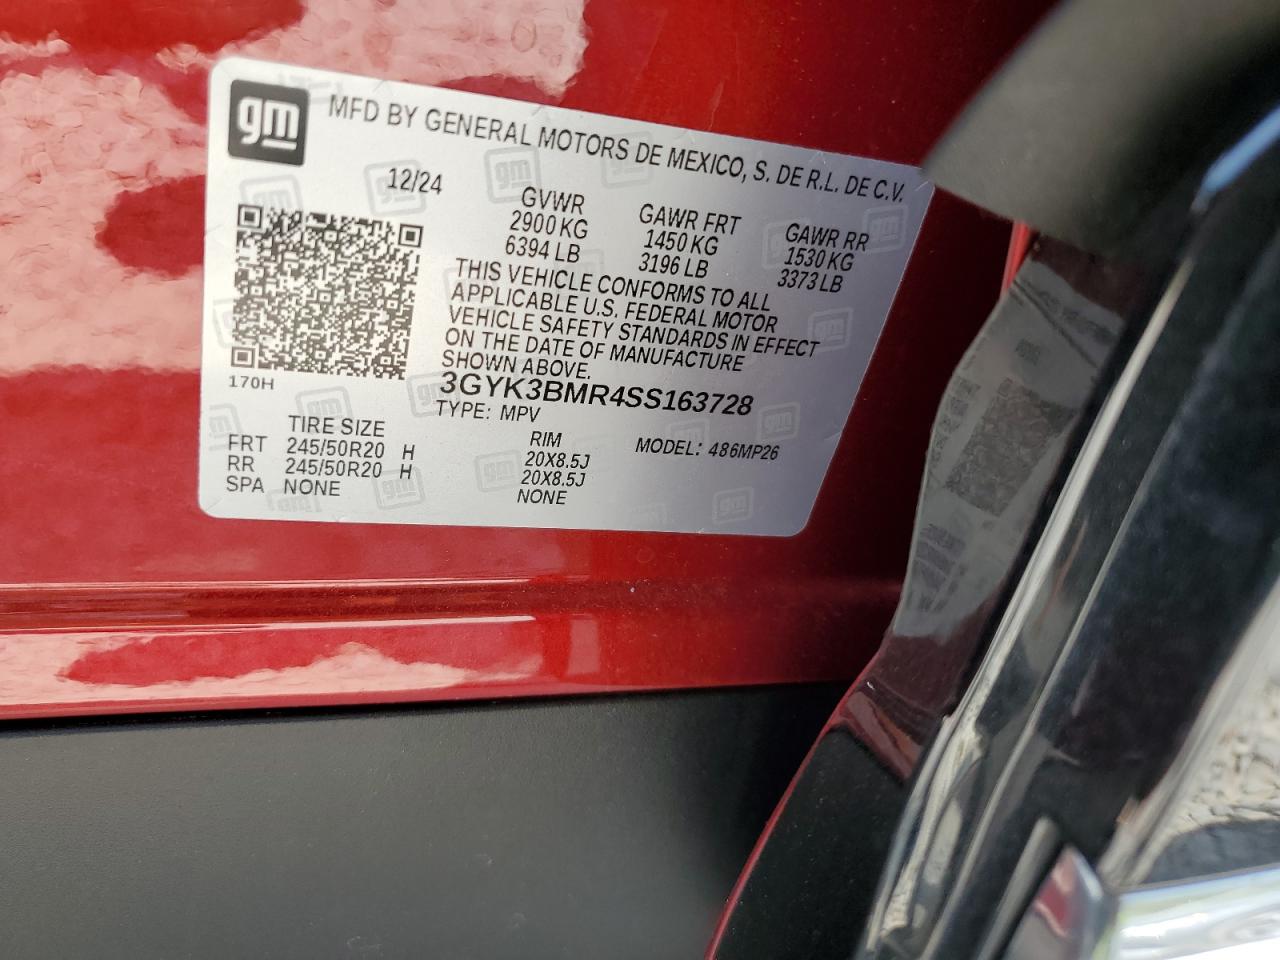 gm
MFD BY GENERAL MOTORS DE MEXICO, S. DE R.L. DE C.V.
12/24
GVWR GAWR FRT GAWR RR
2900 KG 1450 KG 1530 KG
6394 LB 3196 LB 3373 LB
THIS VEHICLE CONFORMS TO ALL
APPLICABLE U.S. FEDERAL MOTOR
VEHICLE SAFETY STANDARDS IN EFFECT
ON THE DATE OF MANUFACTURE
SHOWN ABOVE.
170H
3GYK3BMR4SS163728
TYPE: MPV
TIRE SIZE RIM MODEL: 486MP26
FRT 245/50R20 H 20X8.5J
RR 245/50R20 H 20X8.5J
SPA NONE NONE